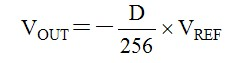 V_OUT = − D/256 × V_REF